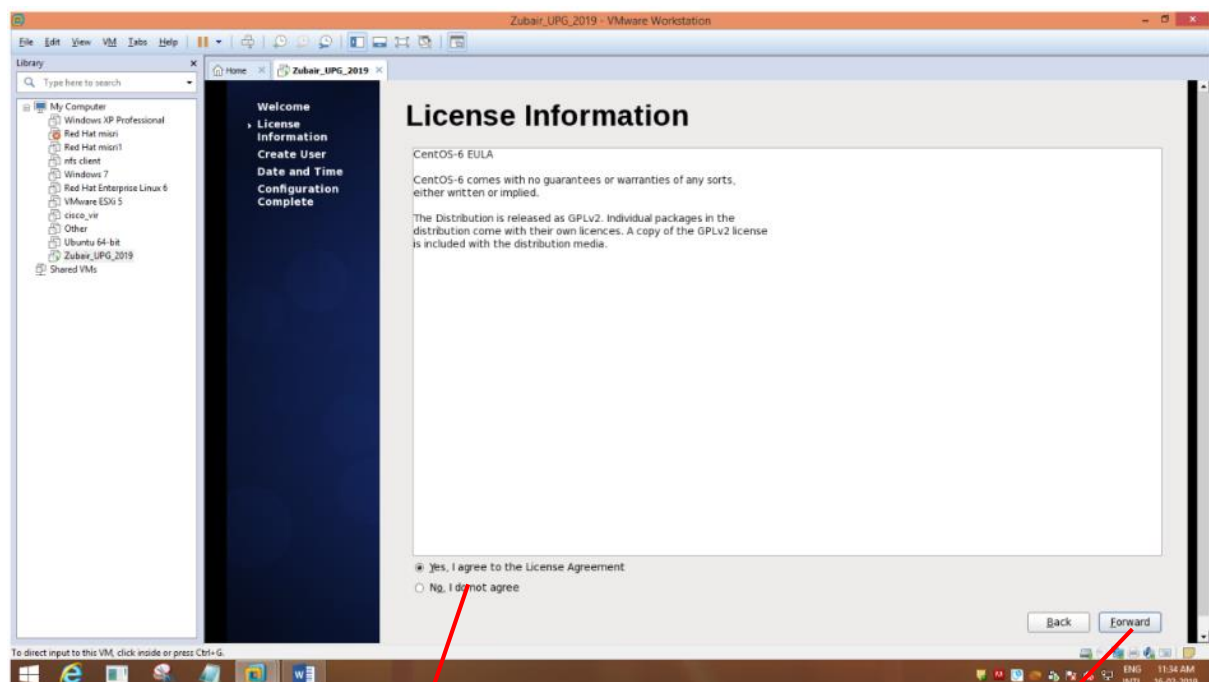 Zubair_UPG_2019 - VMware Workstation
File Edit View VM Tabs Help
Library
Type here to search
My Computer
Windows XP Professional
Red Hat misri
Red Hat misri1
nfs client
Windows 7
Red Hat Enterprise Linux 6
VMware ESXi 5
cisco_vir
Other
Ubuntu 64-bit
Zubair_UPG_2019
Shared VMs
Home
Zubair_UPG_2019
Welcome
License
Information
Create User
Date and Time
Configuration
Complete
License Information
CentOS-6 EULA
CentOS-6 comes with no guarantees or warranties of any sorts,
either written or implied.
The Distribution is released as GPLv2. Individual packages in the
distribution come with their own licences. A copy of the GPLv2 license
is included with the distribution media.
Yes, I agree to the License Agreement
No, I do not agree
Back
Forward
To direct input to this VM, click inside or press Ctrl+G.
ENG
INTL
11:34 AM
16-02-2019